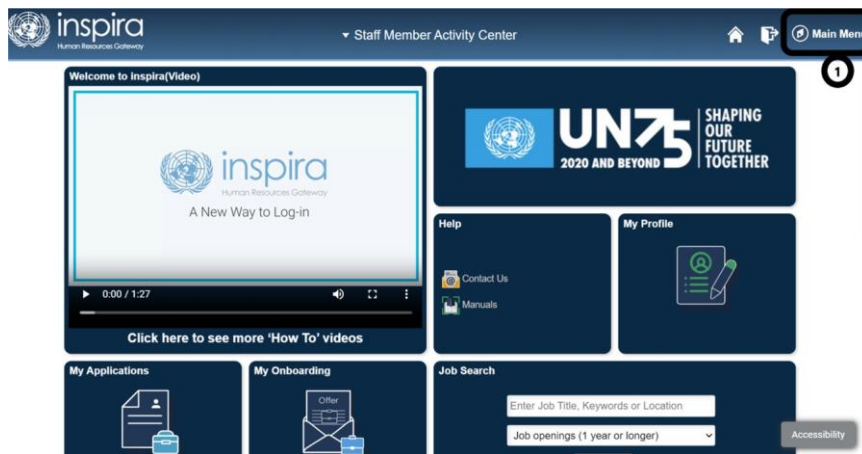 inspira
Human Resources Gateway
Staff Member Activity Center
Main Menu
1
Welcome to inspira(Video)
inspira
Human Resources Gateway
A New Way to Log-in
0:00 / 1:27
Click here to see more ‘How To’ videos
UN75
2020 AND BEYOND
SHAPING
OUR
FUTURE
TOGETHER
Help
Contact Us
Manuals
My Profile
My Applications
My Onboarding
Offer
Job Search
Enter Job Title, Keywords or Location
Job openings (1 year or longer)
Accessibility